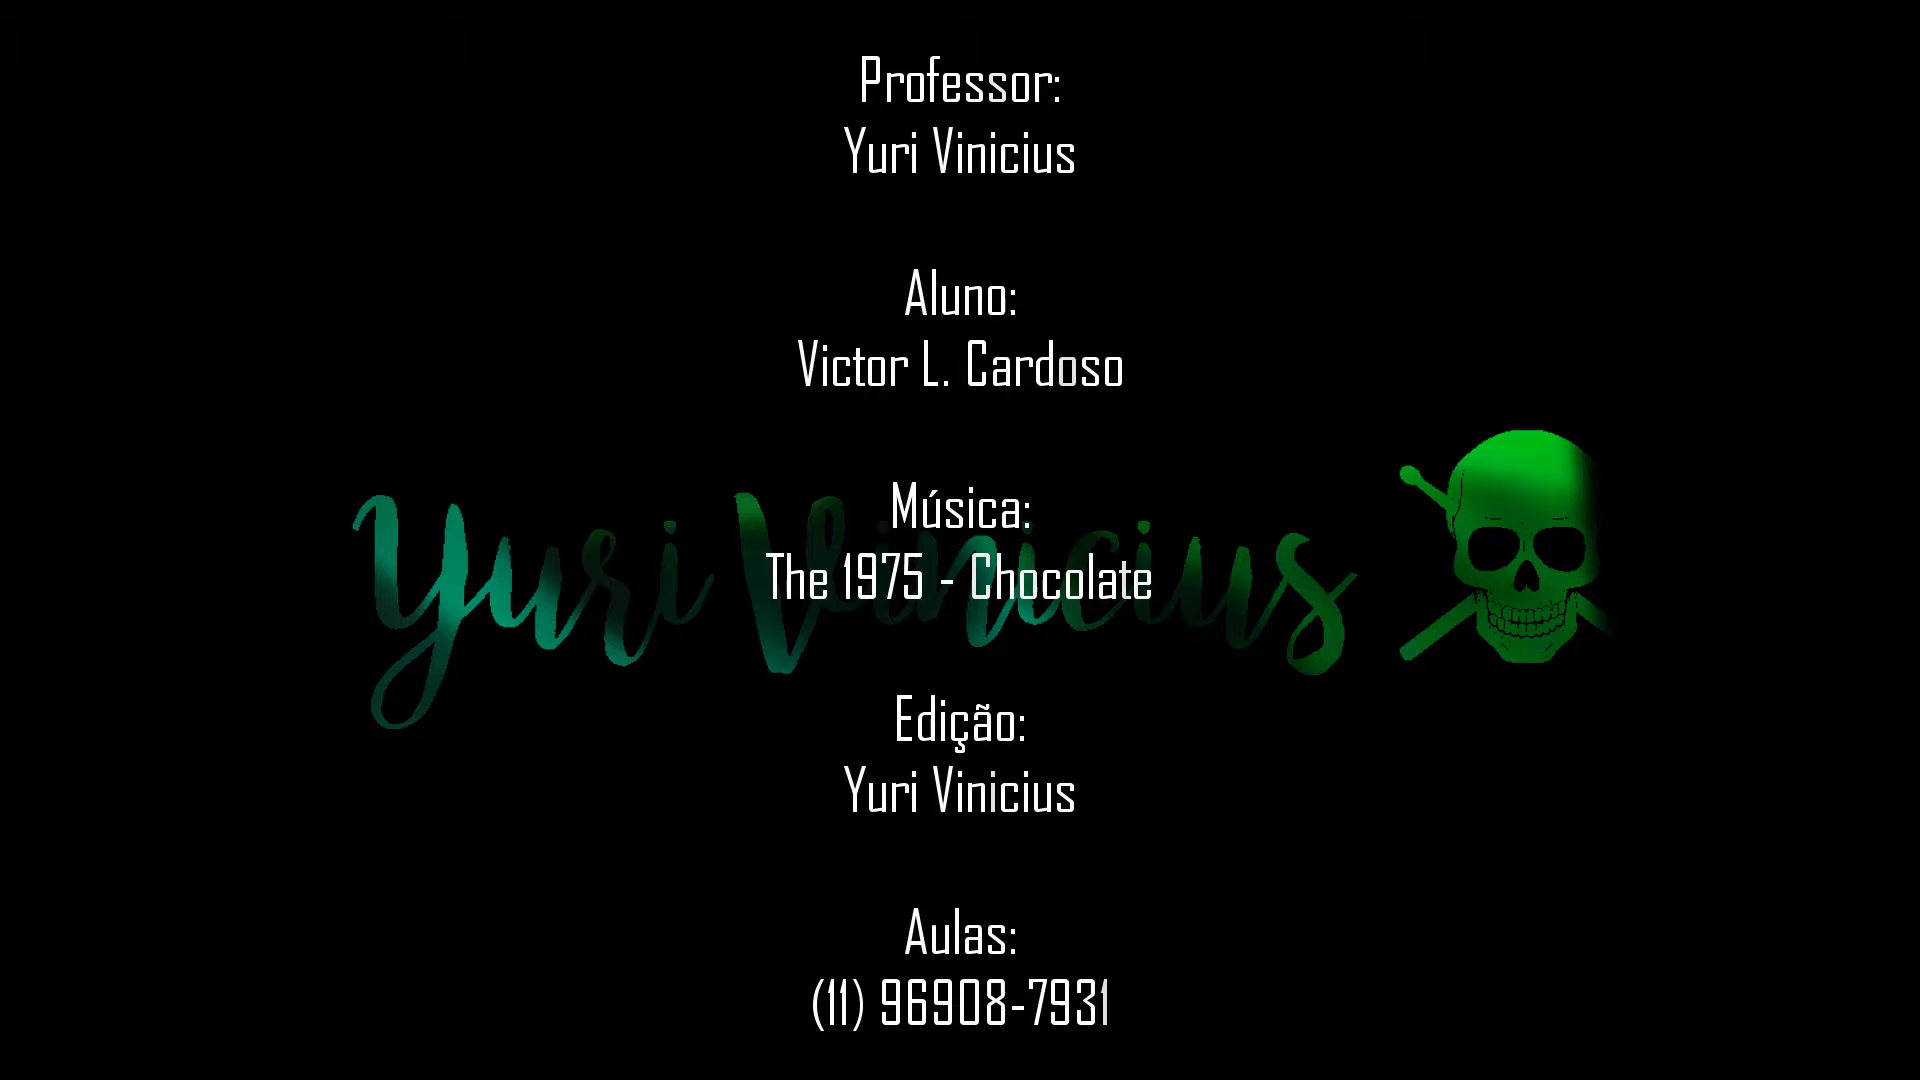 Professor:
Yuri Vinicius
Aluno:
Victor L. Cardoso
Música:
Yuri Vinicius
The 1975 - Chocolate
Edição:
Yuri Vinicius
Aulas:
(11) 96908-7931